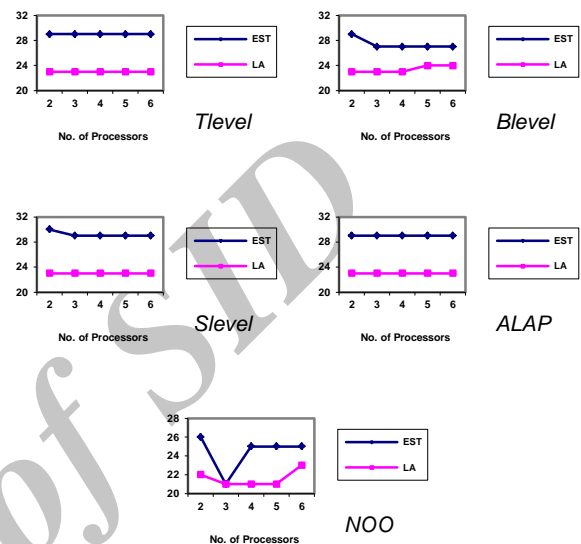 32
28
24
20
2 3 4 5 6
No. of Processors
EST
LA
Tlevel
32
28
24
20
2 3 4 5 6
No. of Processors
EST
LA
Blevel
32
28
24
20
2 3 4 5 6
No. of Processors
EST
LA
Slevel
32
28
24
20
2 3 4 5 6
No. of Processors
EST
LA
ALAP
28
26
24
22
20
2 3 4 5 6
No. of Processors
EST
LA
NOO
of SID